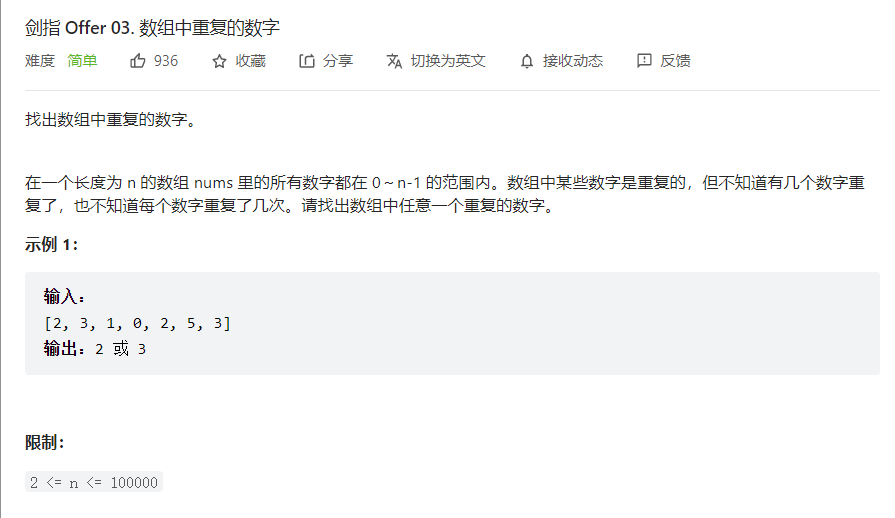 剑指 Offer 03. 数组中重复的数字
难度 简单 936 收藏 分享 切换为英文 接收动态 反馈
找出数组中重复的数字。
在一个长度为 n 的数组 nums 里的所有数字都在 0～n-1 的范围内。数组中某些数字是重复的，但不知道有几个数字重
复了，也不知道每个数字重复了几次。请找出数组中任意一个重复的数字。
示例 1：
输入：
[2, 3, 1, 0, 2, 5, 3]
输出：2 或 3
限制：
2 <= n <= 100000